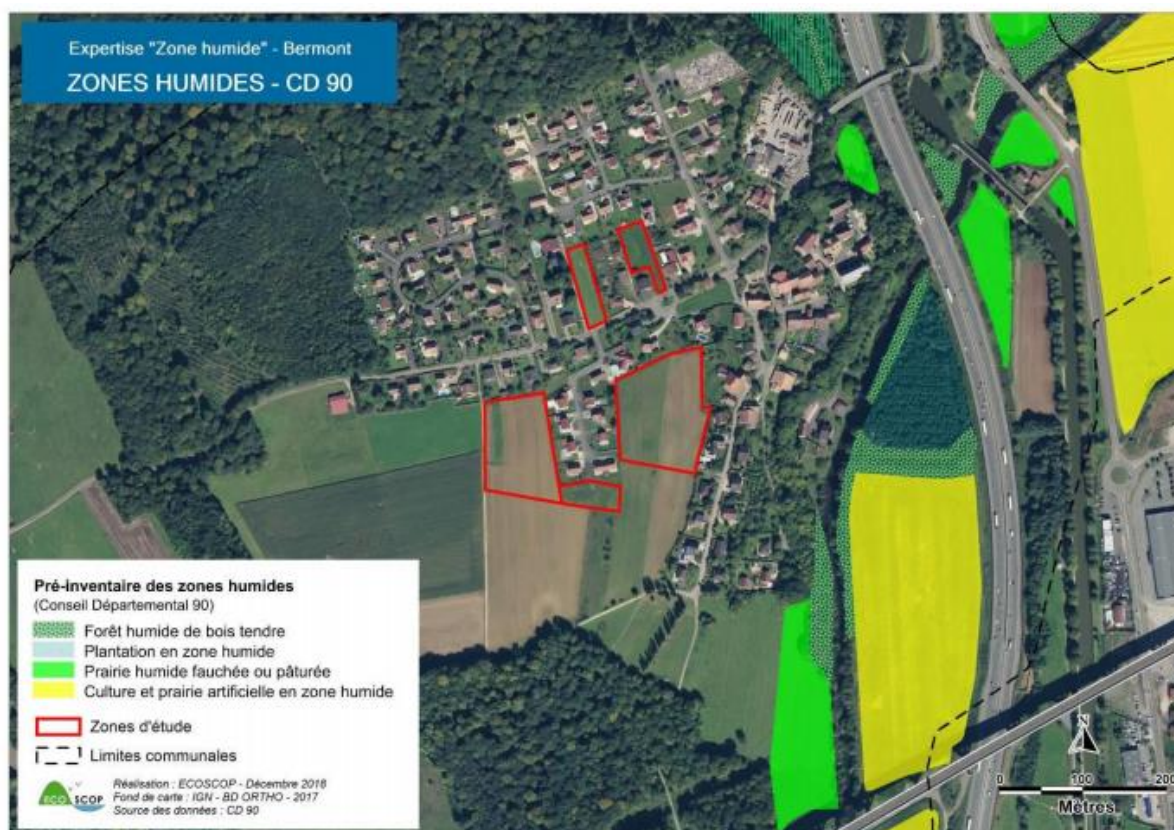 Expertise "Zone humide" - Bermont
ZONES HUMIDES - CD 90
Pré-inventaire des zones humides
(Conseil Départemental 90)
Forêt humide de bois tendre
Plantation en zone humide
Prairie humide fauchée ou pâturée
Culture et prairie artificielle en zone humide
Zones d'étude
Limites communales
ECOSCOP
Réalisation : ECOSCOP - Décembre 2018
Fond de carte : IGN - BD ORTHO - 2017
Source des données : CD 90
N
0 100 200
Mètres